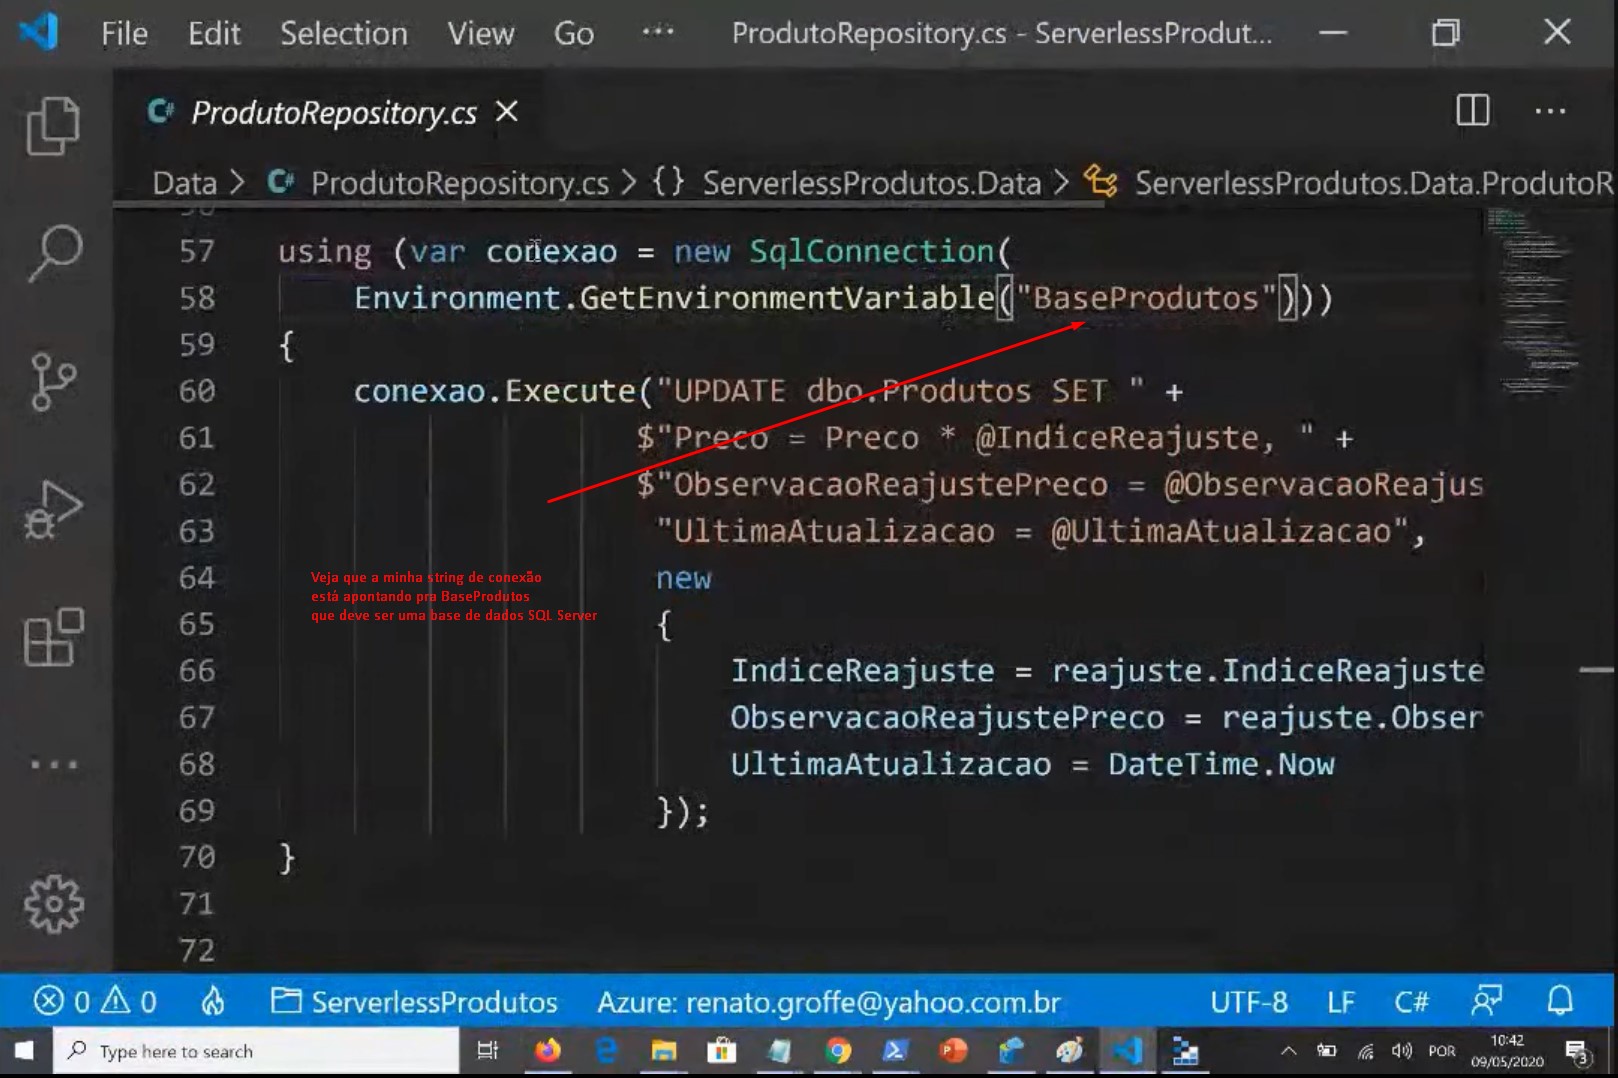 File Edit Selection View Go ··· ProdutoRepository.cs - ServerlessProdut...
C# ProdutoRepository.cs ×
Data > C# ProdutoRepository.cs > {} ServerlessProdutos.Data > ServerlessProdutos.Data.ProdutoR
57 using (var conexao = new SqlConnection(
58 Environment.GetEnvironmentVariable("BaseProdutos")))
59 {
60 conexao.Execute("UPDATE dbo.Produtos SET " +
61 $"Preco = Preco * @IndiceReajuste, " +
62 $"ObservacaoReajustePreco = @ObservacaoReajus
63 "UltimaAtualizacao = @UltimaAtualizacao",
64 new
65 {
66 IndiceReajuste = reajuste.IndiceReajuste
67 ObservacaoReajustePreco = reajuste.Obser
68 UltimaAtualizacao = DateTime.Now
69 });
70 }
71
72
Veja que a minha string de conexão
está apontando pra BaseProdutos
que deve ser uma base de dados SQL Server
0 0 ServerlessProdutos Azure: renato.groffe@yahoo.com.br UTF-8 LF C#
Type here to search POR 10:42
09/05/2020 3